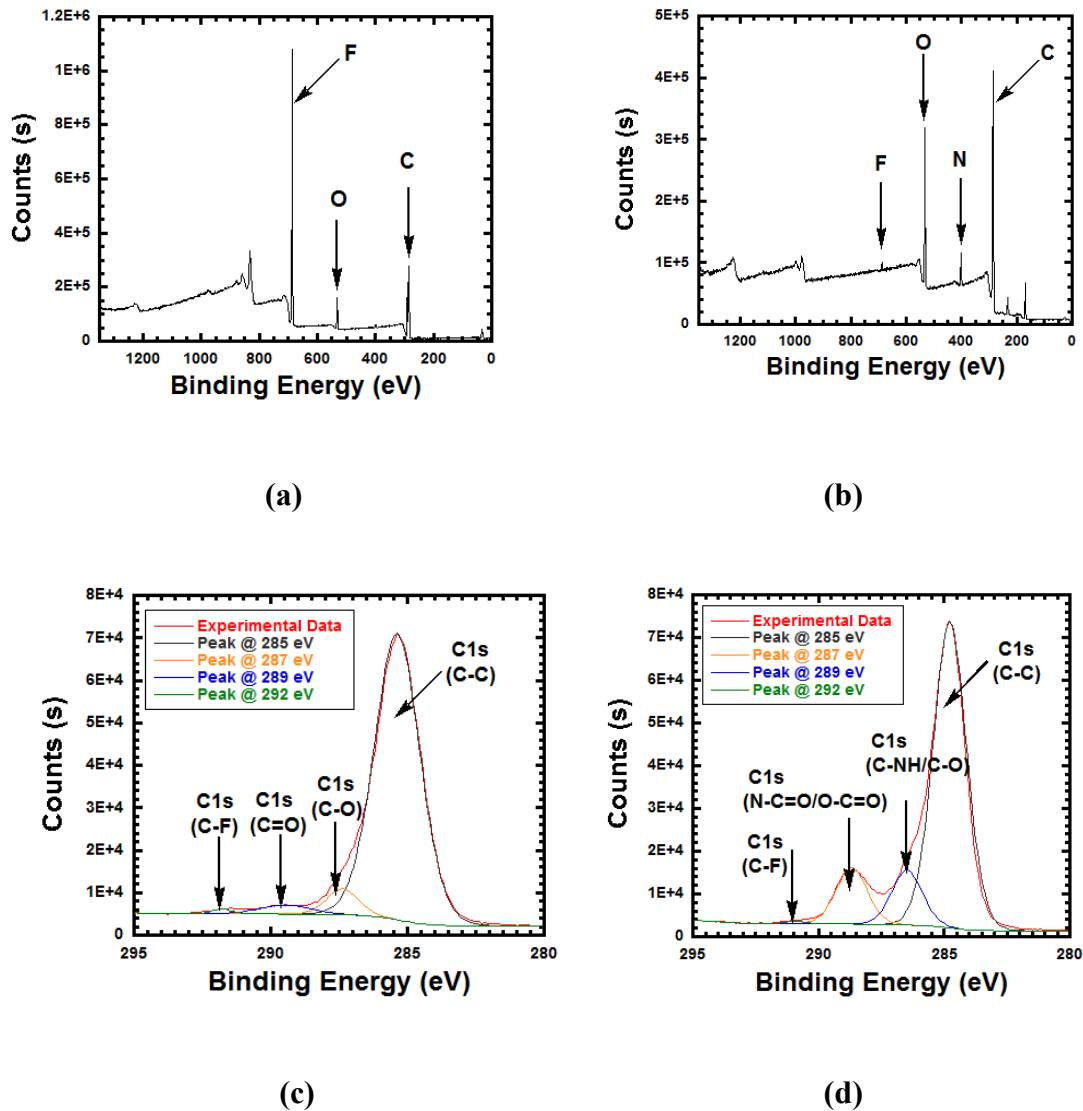 1.2E+6
1E+6
8E+5
6E+5
4E+5
2E+5
0
Counts (s)
F
O
C
1200 1000 800 600 400 200 0
Binding Energy (eV)
(a)
5E+5
4E+5
3E+5
2E+5
1E+5
0
Counts (s)
F
O
N
C
1200 1000 800 600 400 200 0
Binding Energy (eV)
(b)
8E+4
7E+4
6E+4
5E+4
4E+4
3E+4
2E+4
1E+4
0
Counts (s)
Experimental Data
Peak @ 285 eV
Peak @ 287 eV
Peak @ 289 eV
Peak @ 292 eV
C1s
(C-C)
C1s
(C-O)
C1s
(C=O)
C1s
(C-F)
295 290 285 280
Binding Energy (eV)
(c)
8E+4
7E+4
6E+4
5E+4
4E+4
3E+4
2E+4
1E+4
0
Counts (s)
Experimental Data
Peak @ 285 eV
Peak @ 287 eV
Peak @ 289 eV
Peak @ 292 eV
C1s
(C-C)
C1s
(C-NH/C-O)
C1s
(N-C=O/O-C=O)
C1s
(C-F)
295 290 285 280
Binding Energy (eV)
(d)